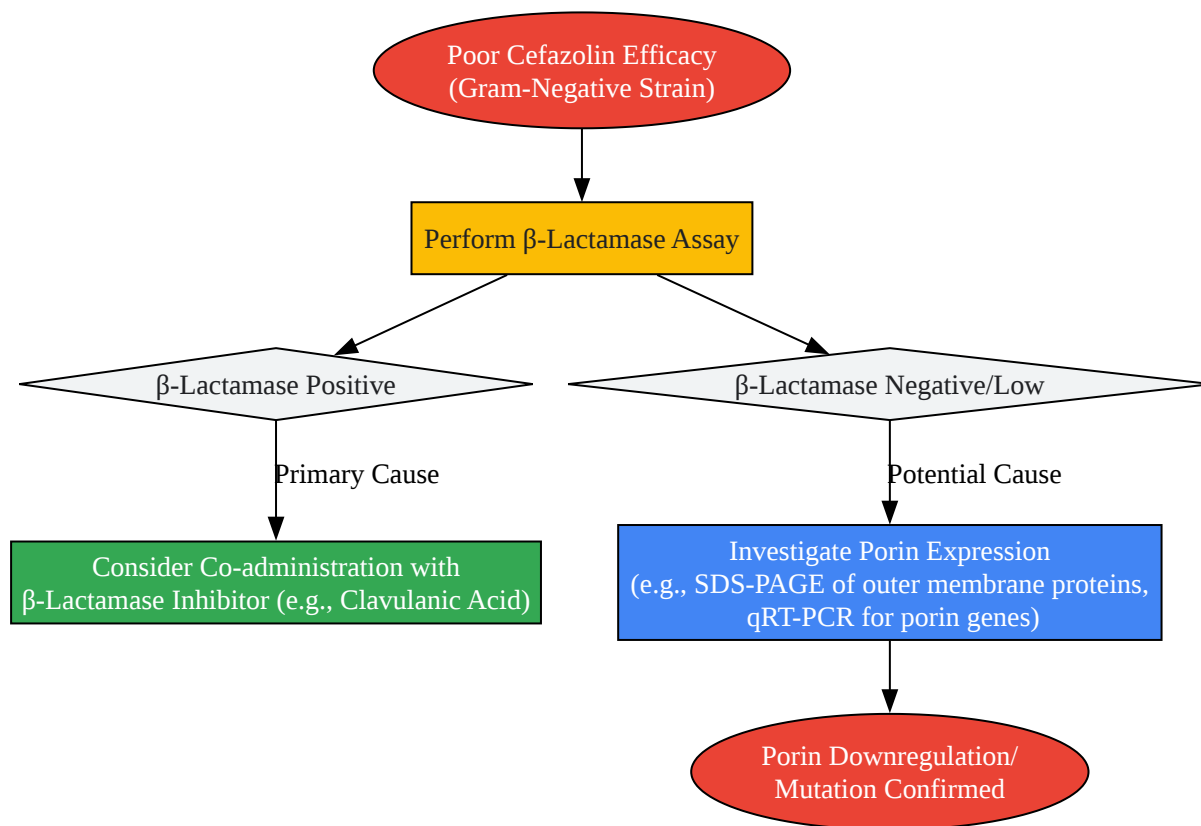 Poor Cefazolin Efficacy
(Gram-Negative Strain)
Perform β-Lactamase Assay
β-Lactamase Positive
β-Lactamase Negative/Low
Primary Cause
Potential Cause
Consider Co-administration with
β-Lactamase Inhibitor (e.g., Clavulanic Acid)
Investigate Porin Expression
(e.g., SDS-PAGE of outer membrane proteins,
qRT-PCR for porin genes)
Porin Downregulation/
Mutation Confirmed